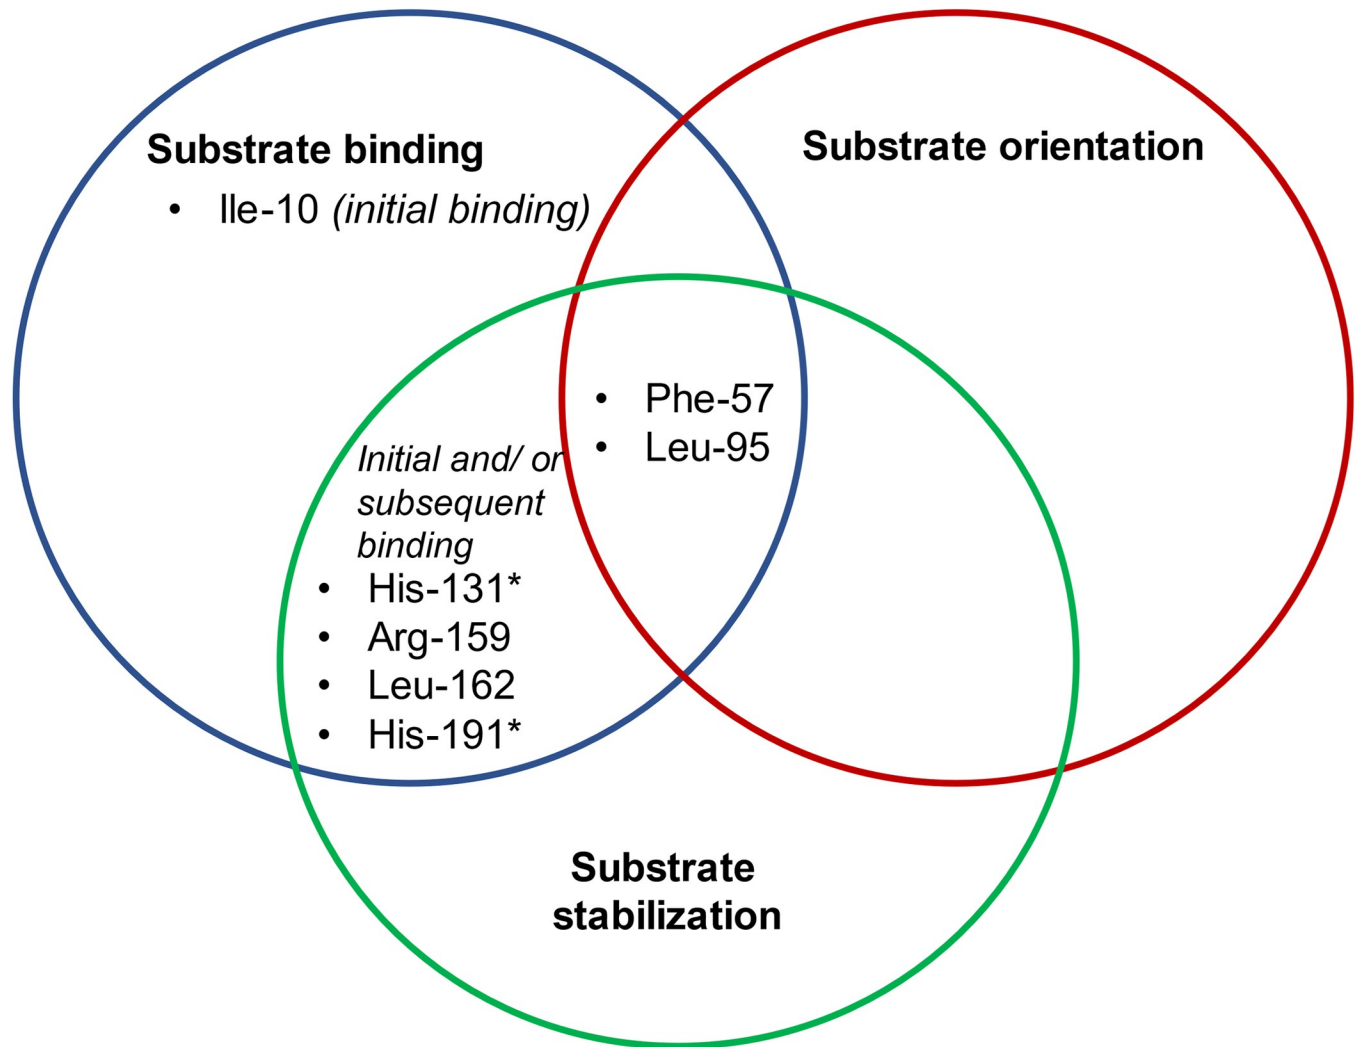 Substrate binding
• Ile-10 (initial binding)
Substrate orientation
• Phe-57
• Leu-95
Initial and/ or
subsequent
binding
• His-131*
• Arg-159
• Leu-162
• His-191*
Substrate
stabilization